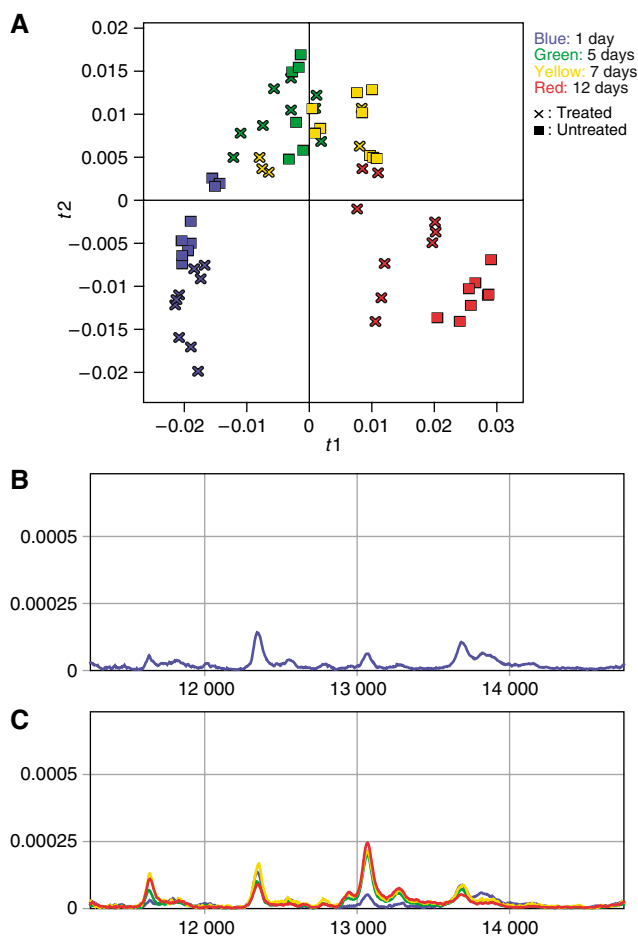 A
Blue: 1 day
Green: 5 days
Yellow: 7 days
Red: 12 days
: Treated
: Untreated
0.02
0.015
0.01
0.005
0
−0.005
−0.01
−0.015
−0.02
t2
−0.02 −0.01 0 0.01 0.02 0.03
t1
B
0.0005
0.00025
0
12 000 13 000 14 000
C
0.0005
0.00025
0
12 000 13 000 14 000